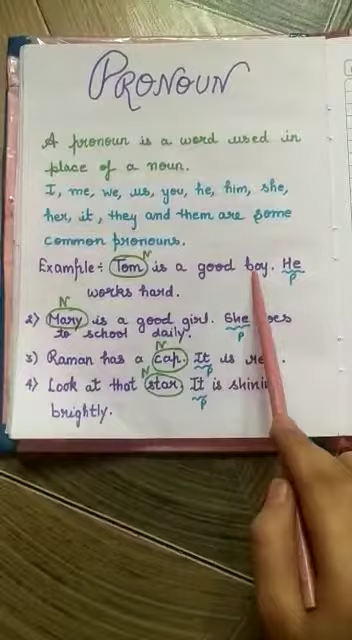 PRONOUN
A pronoun is a word used in
place of a noun.
I, me, we, us, you, he, him, she,
her, it, they and them are some
common pronouns.
N
Example:- Tom is a good boy. He
P
works hard.
N
2) Mary is a good girl. She
to school daily. P
N
3) Raman has a cap. It is
N P
4) Look at that star It is
P
brightly.